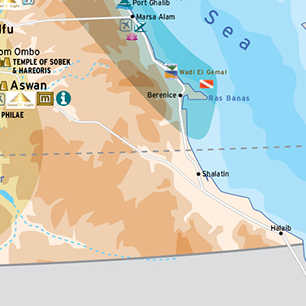 Port Ghalib
Marsa Alam
lfu
Sea
om Ombo
TEMPLE OF SOBEK
& HAREORIS
Wadi El Gemal
Aswan
Berenice
Ras Banas
m i
PHILAE
r
Shalatin
Halaib